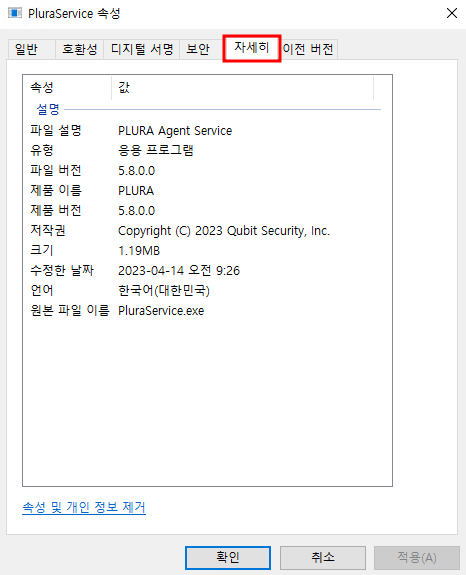 PluraService 속성
일반 호환성 디지털 서명 보안 자세히 이전 버전
속성 값
설명
파일 설명 PLURA Agent Service
유형 응용 프로그램
파일 버전 5.8.0.0
제품 이름 PLURA
제품 버전 5.8.0.0
저작권 Copyright (C) 2023 Qubit Security, Inc.
크기 1.19MB
수정한 날짜 2023-04-14 오전 9:26
언어 한국어(대한민국)
원본 파일 이름 PluraService.exe
속성 및 개인 정보 제거
확인 취소 적용(A)